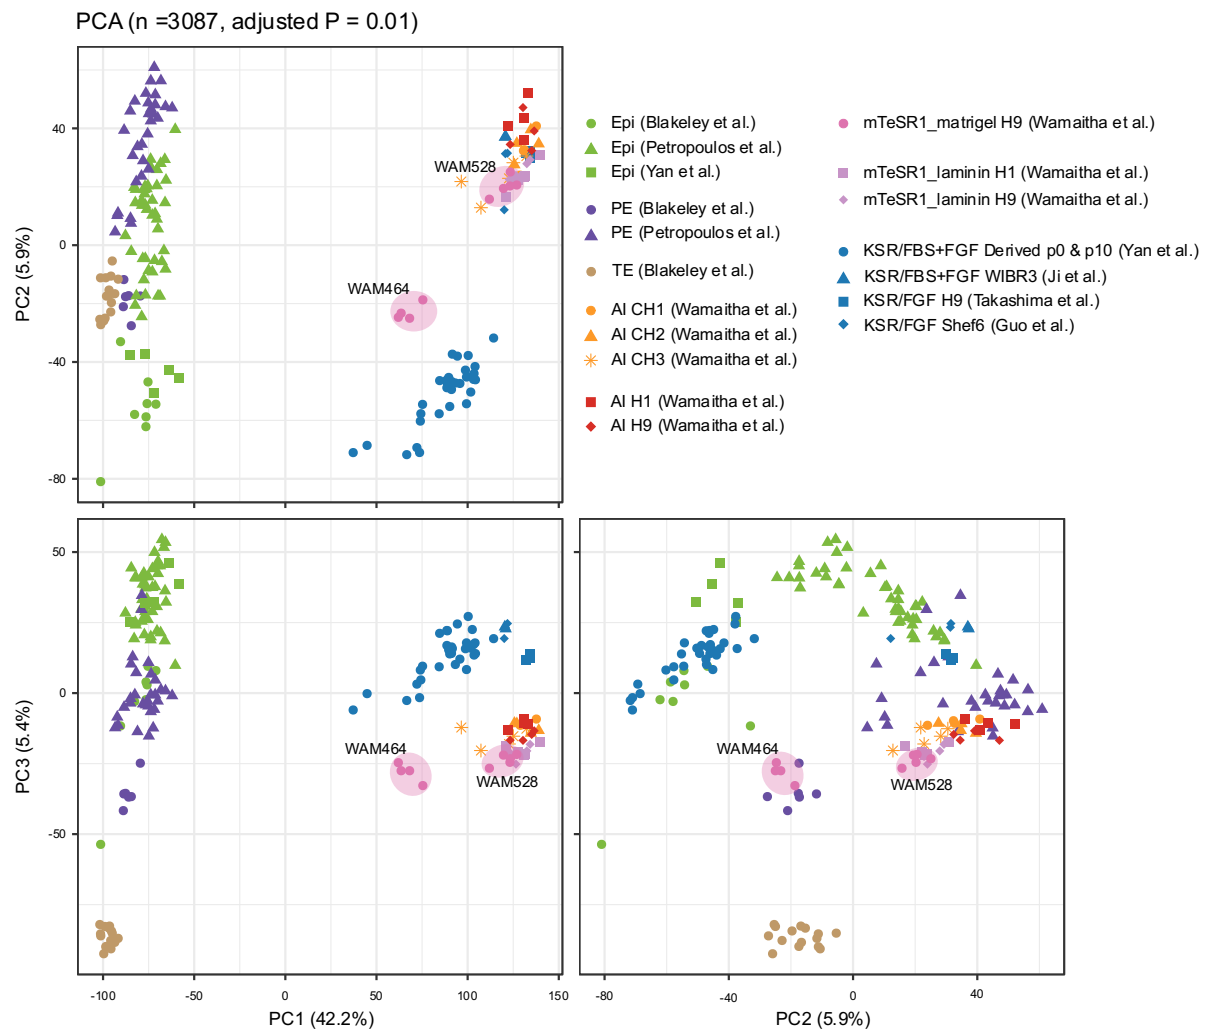 PCA (n =3087, adjusted P = 0.01)
PC2 (5.9%)
40
0
-40
-80
WAM528
WAM464
Epi (Blakeley et al.)
Epi (Petropoulos et al.)
Epi (Yan et al.)
PE (Blakeley et al.)
PE (Petropoulos et al.)
TE (Blakeley et al.)
AI CH1 (Wamaitha et al.)
AI CH2 (Wamaitha et al.)
AI CH3 (Wamaitha et al.)
AI H1 (Wamaitha et al.)
AI H9 (Wamaitha et al.)
mTeSR1_matrigel H9 (Wamaitha et al.)
mTeSR1_laminin H1 (Wamaitha et al.)
mTeSR1_laminin H9 (Wamaitha et al.)
KSR/FBS+FGF Derived p0 & p10 (Yan et al.)
KSR/FBS+FGF WIBR3 (Ji et al.)
KSR/FGF H9 (Takashima et al.)
KSR/FGF Shef6 (Guo et al.)
PC3 (5.4%)
50
0
-50
WAM464
WAM528
-100 -50 0 50 100 150
PC1 (42.2%)
WAM464
WAM528
-80 -40 0 40
PC2 (5.9%)